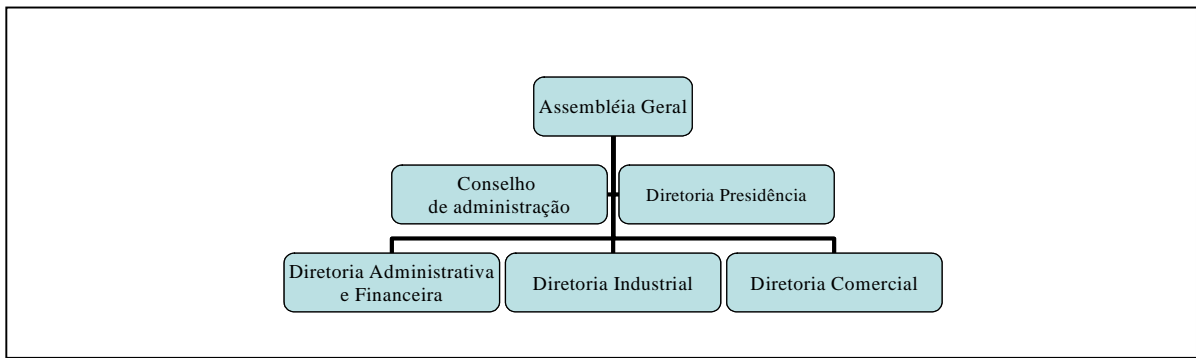 Assembléia Geral
Conselho
de administração
Diretoria Presidência
Diretoria Administrativa
e Financeira
Diretoria Industrial
Diretoria Comercial